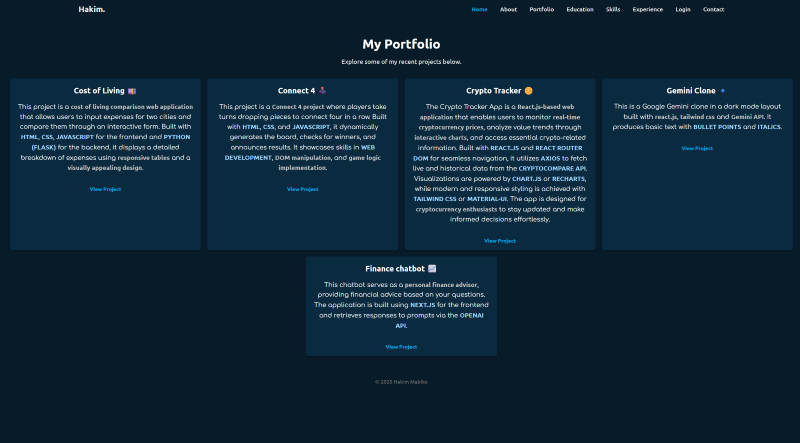 Hakim.
Home About Portfolio Education Skills Experience Login Contact
My Portfolio
Explore some of my recent projects below.
Cost of Living
This project is a cost of living comparison web application
that allows users to input expenses for two cities and
compare them through an interactive form. Built with
HTML, CSS, JAVASCRIPT for the frontend and PYTHON
(FLASK) for the backend, it displays a detailed
breakdown of expenses using responsive tables and a
visually appealing design.
View Project
Connect 4
This project is a Connect 4 project where players take
turns dropping pieces to connect four in a row. Built
with HTML, CSS, and JAVASCRIPT, it dynamically
generates the board, checks for winners, and
announces results. It showcases skills in WEB
DEVELOPMENT, DOM manipulation, and game logic
implementation.
View Project
Crypto Tracker
The Crypto Tracker App is a React.js-based web
application that enables users to monitor real-time
cryptocurrency prices, analyze value trends through
interactive charts, and access essential crypto-related
information. Built with REACT.JS and REACT ROUTER
DOM for seamless navigation, it utilizes AXIOS to fetch
live and historical data from the CRYPTOCOMPARE API.
Visualizations are powered by CHART.JS or RECHARTS,
while modern and responsive styling is achieved with
TAILWIND CSS or MATERIAL-UI. The app is designed for
cryptocurrency enthusiasts to stay updated and make
informed decisions effortlessly.
View Project
Gemini Clone
This is a Google Gemini clone in a dark mode layout
built with react.js, tailwind css and Gemini API. it
produces basic text with BULLET POINTS and ITALICS.
View Project
Finance chatbot
This chatbot serves as a personal finance advisor,
providing financial advice based on your questions.
The application is built using NEXT.JS for the frontend
and retrieves responses to prompts via the OPENAI
API.
View Project
© 2025 Hakim Mabike